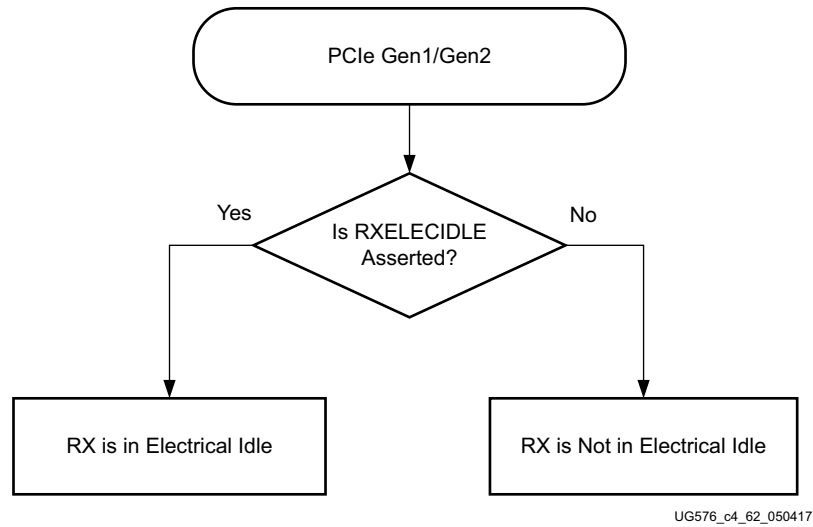 PCIe Gen1/Gen2
Yes
No
Is RXELECIDLE
Asserted?
RX is in Electrical Idle
RX is Not in Electrical Idle
UG576_c4_62_050417